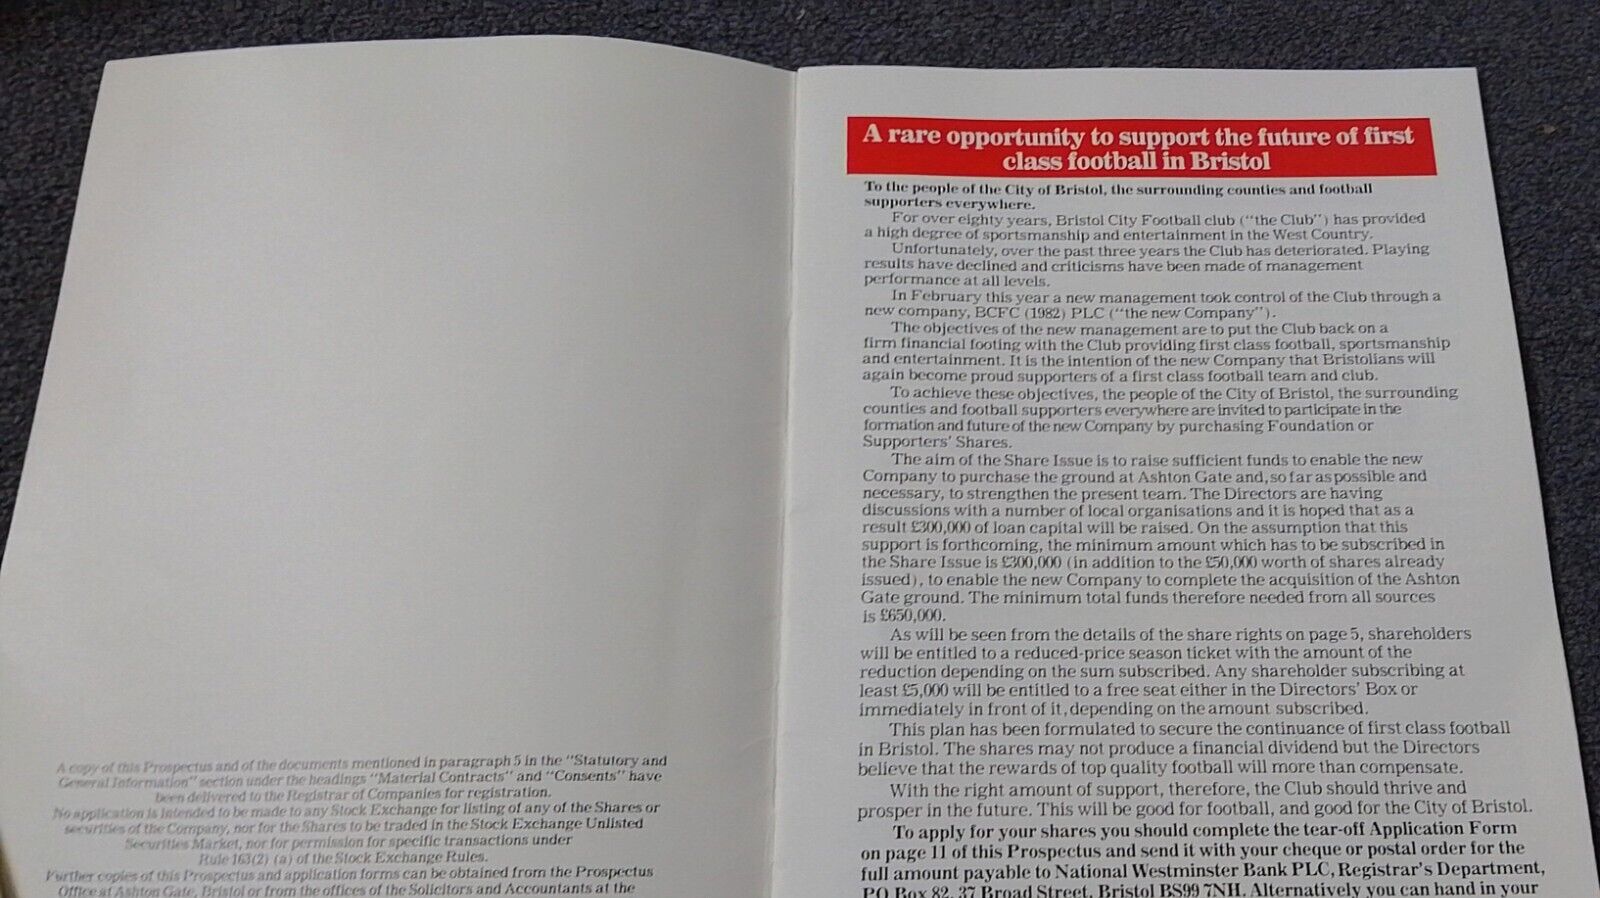 A copy of this Prospectus and of the documents mentioned in paragraph 5 in the "Statutory and
General Information" section under the headings "Material Contracts" and "Consents" have
been delivered to the Registrar of Companies for registration.
No application is intended to be made to any Stock Exchange for listing of any of the Shares or
securities of the Company, nor for the Shares to be traded in the Stock Exchange Unlisted
Securities Market, nor for permission for specific transactions under
Rule 163(2) (a) of the Stock Exchange Rules.
Further copies of this Prospectus and application forms can be obtained from the Prospectus
Office at Ashton Gate, Bristol or from the offices of the Solicitors and Accountants at the
A rare opportunity to support the future of first
class football in Bristol
To the people of the City of Bristol, the surrounding counties and football
supporters everywhere.
For over eighty years, Bristol City Football club ("the Club") has provided
a high degree of sportsmanship and entertainment in the West Country.
Unfortunately, over the past three years the Club has deteriorated. Playing
results have declined and criticisms have been made of management
performance at all levels.
In February this year a new management took control of the Club through a
new company, BCFC (1982) PLC ("the new Company").
The objectives of the new management are to put the Club back on a
firm financial footing with the Club providing first class football, sportsmanship
and entertainment. It is the intention of the new Company that Bristolians will
again become proud supporters of a first class football team and club.
To achieve these objectives, the people of the City of Bristol, the surrounding
counties and football supporters everywhere are invited to participate in the
formation and future of the new Company by purchasing Foundation or
Supporters' Shares.
The aim of the Share Issue is to raise sufficient funds to enable the new
Company to purchase the ground at Ashton Gate and, so far as possible and
necessary, to strengthen the present team. The Directors are having
discussions with a number of local organisations and it is hoped that as a
result £300,000 of loan capital will be raised. On the assumption that this
support is forthcoming, the minimum amount which has to be subscribed in
the Share Issue is £300,000 (in addition to the £50,000 worth of shares already
issued), to enable the new Company to complete the acquisition of the Ashton
Gate ground. The minimum total funds therefore needed from all sources
is £650,000.
As will be seen from the details of the share rights on page 5, shareholders
will be entitled to a reduced-price season ticket with the amount of the
reduction depending on the sum subscribed. Any shareholder subscribing at
least £5,000 will be entitled to a free seat either in the Directors' Box or
immediately in front of it, depending on the amount subscribed.
This plan has been formulated to secure the continuance of first class football
in Bristol. The shares may not produce a financial dividend but the Directors
believe that the rewards of top quality football will more than compensate.
With the right amount of support, therefore, the Club should thrive and
prosper in the future. This will be good for football, and good for the City of Bristol.
To apply for your shares you should complete the tear-off Application Form
on page 11 of this Prospectus and send it with your cheque or postal order for the
full amount payable to National Westminster Bank PLC, Registrar's Department,
PO Box 82, 37 Broad Street, Bristol BS99 7NH. Alternatively you can hand in your